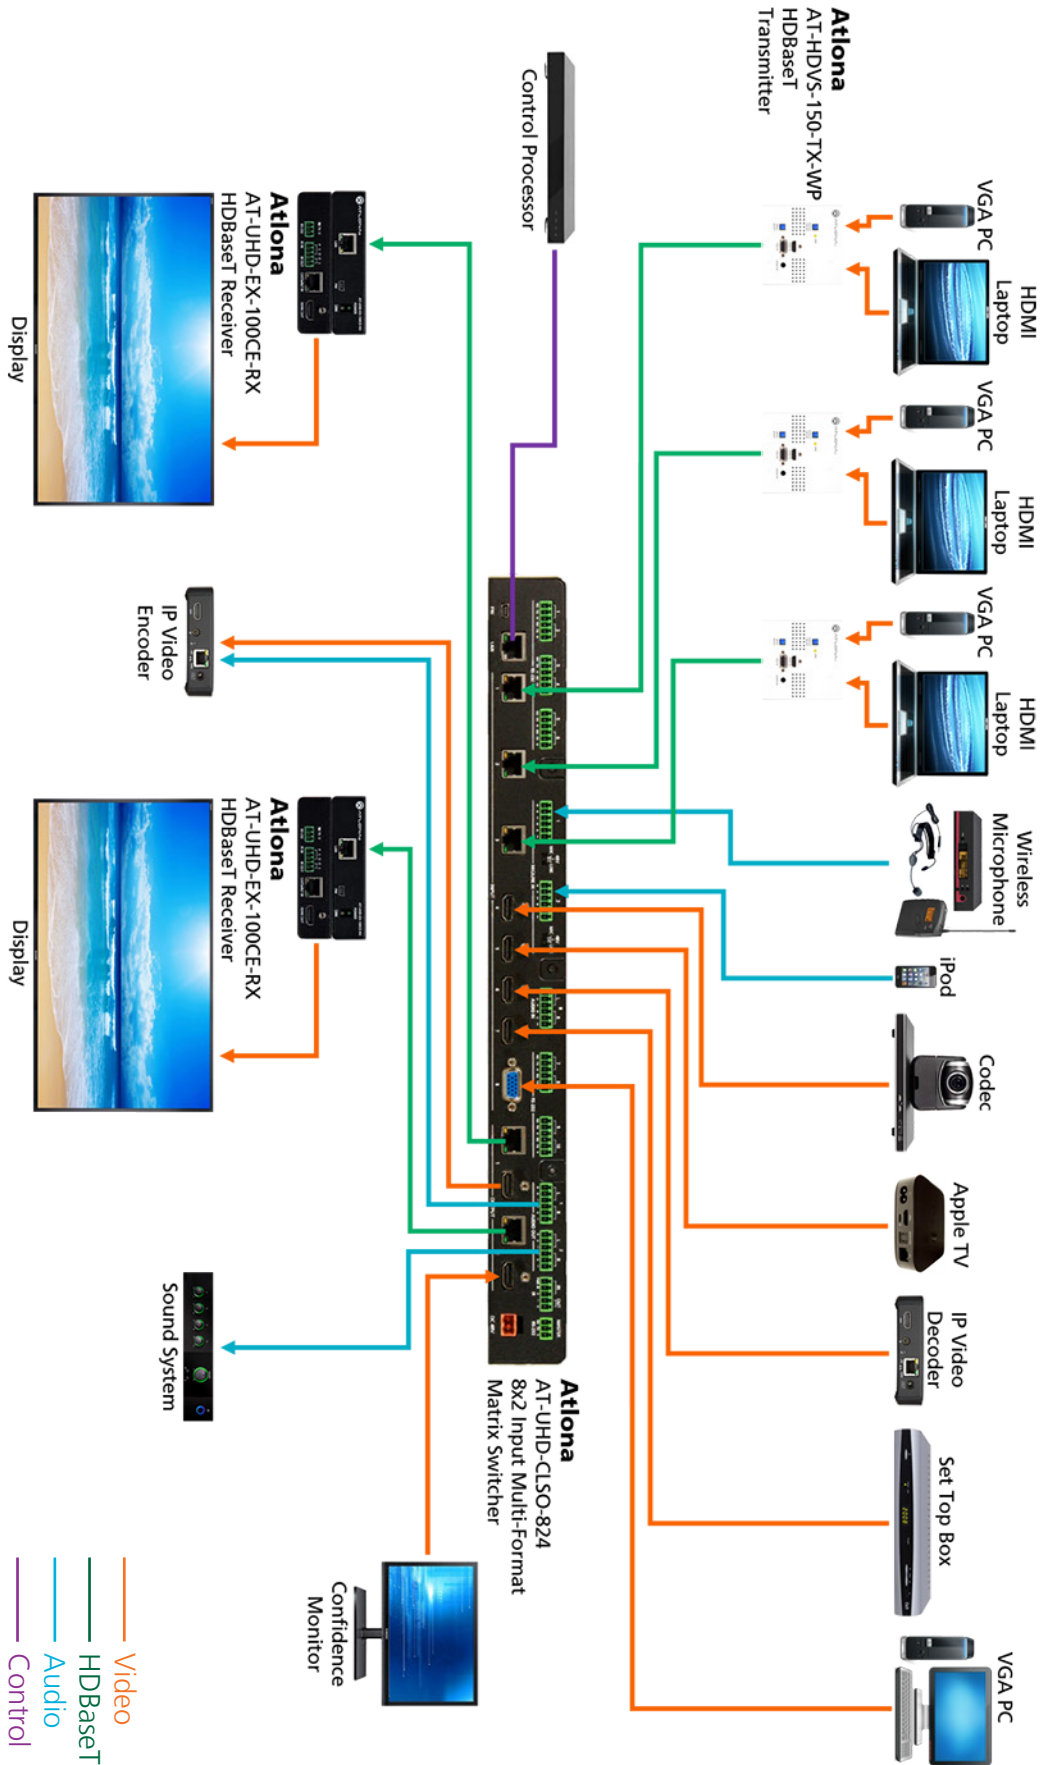 VGA PC
HDMI
Laptop
VGA PC
HDMI
Laptop
VGA PC
HDMI
Laptop
Wireless
Microphone
iPod
Codec
Apple TV
IP Video
Decoder
Set Top Box
VGA PC
Atlona
AT-HDVS-150-TX-WP
HDBaseT
Transmitter
Control Processor
Atlona
AT-UHD-CLSO-824
8x2 Input Multi-Format
Matrix Switcher
Atlona
AT-UHD-EX-100CE-RX
HDBaseT Receiver
Display
IP Video
Encoder
Atlona
AT-UHD-EX-100CE-RX
HDBaseT Receiver
Display
Sound System
Confidence
Monitor
Video
HDBaseT
Audio
Control